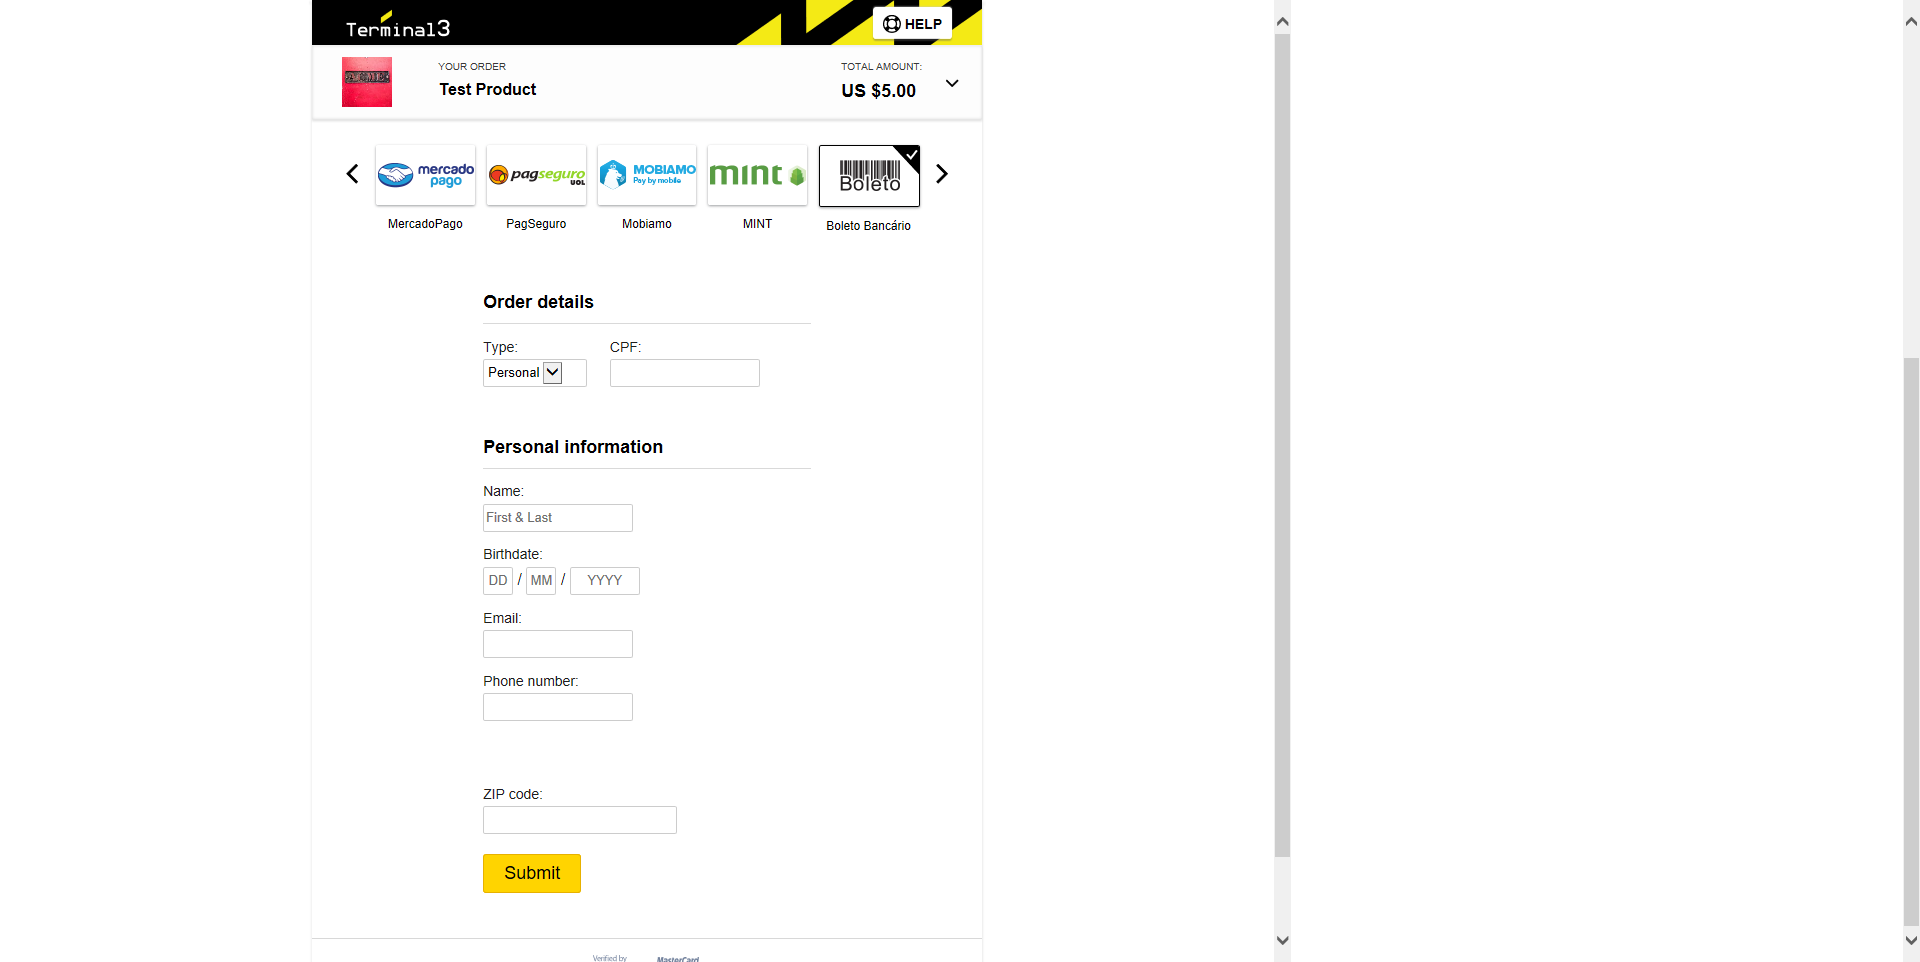 Terminal3
HELP
YOUR ORDER
Test Product
TOTAL AMOUNT:
US $5.00
mercado
pago
pagseguro
UOL
MOBIAMO
Pay by mobile
mint
Boleto
MercadoPago
PagSeguro
Mobiamo
MINT
Boleto Bancário
Order details
Type:
CPF:
Personal
Personal information
Name:
First & Last
Birthdate:
DD / MM / YYYY
Email:
Phone number:
ZIP code:
Submit
Verified by
MasterCard